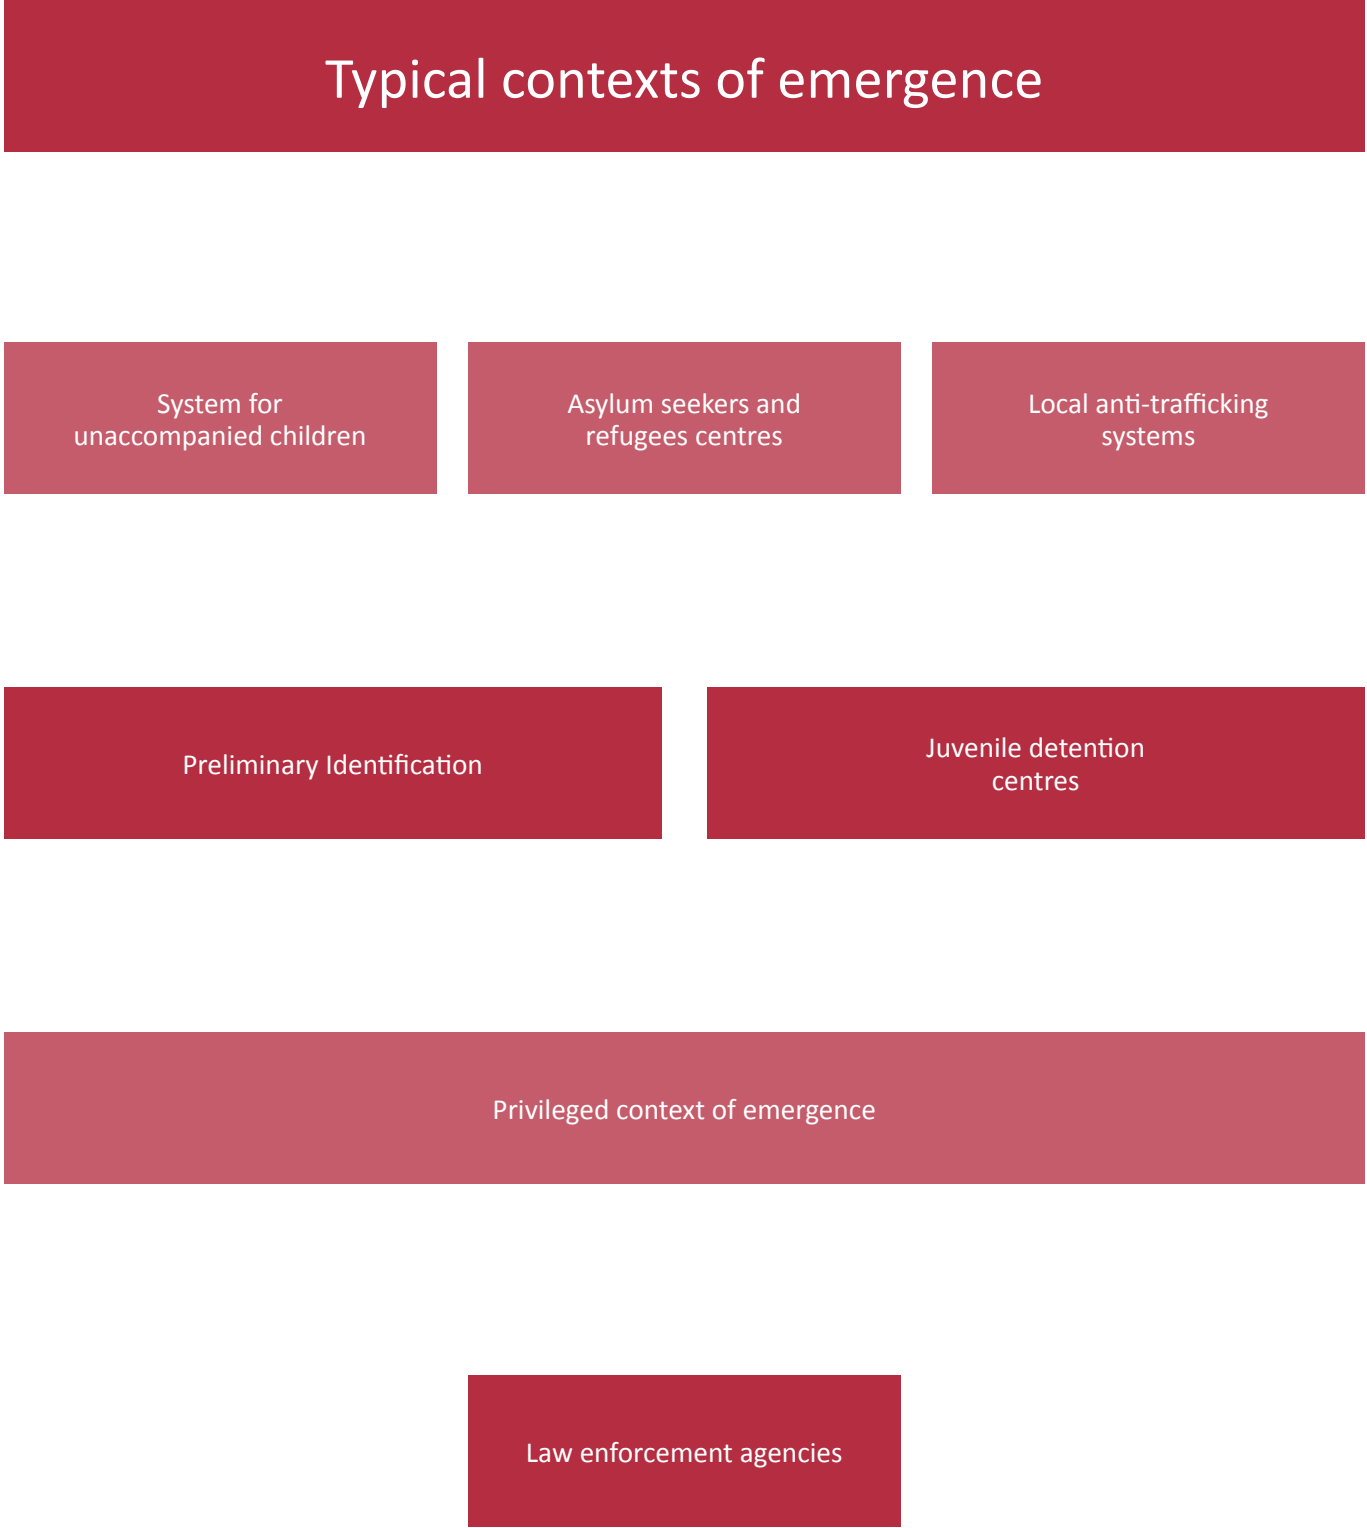 Typical contexts of emergence
System for
unaccompanied children
Asylum seekers and
refugees centres
Local anti-trafficking
systems
Preliminary Identification
Juvenile detention
centres
Privileged context of emergence
Law enforcement agencies